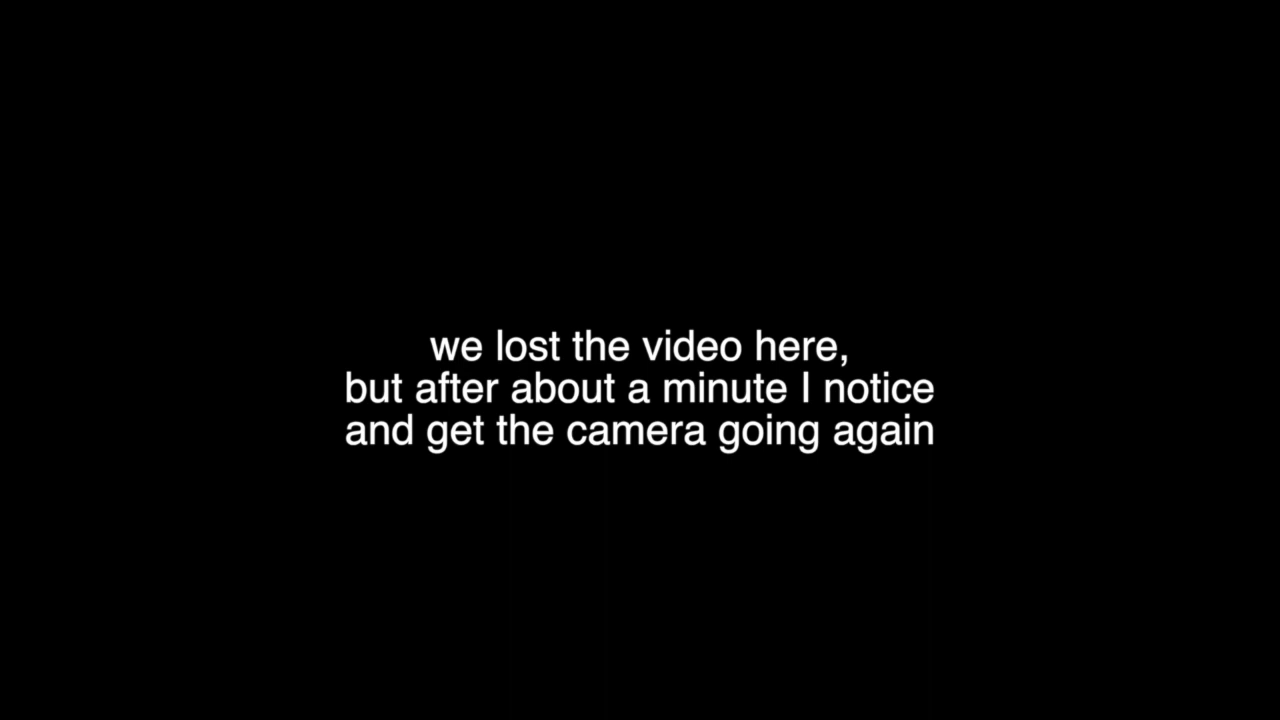 we lost the video here,
but after about a minute I notice
and get the camera going again